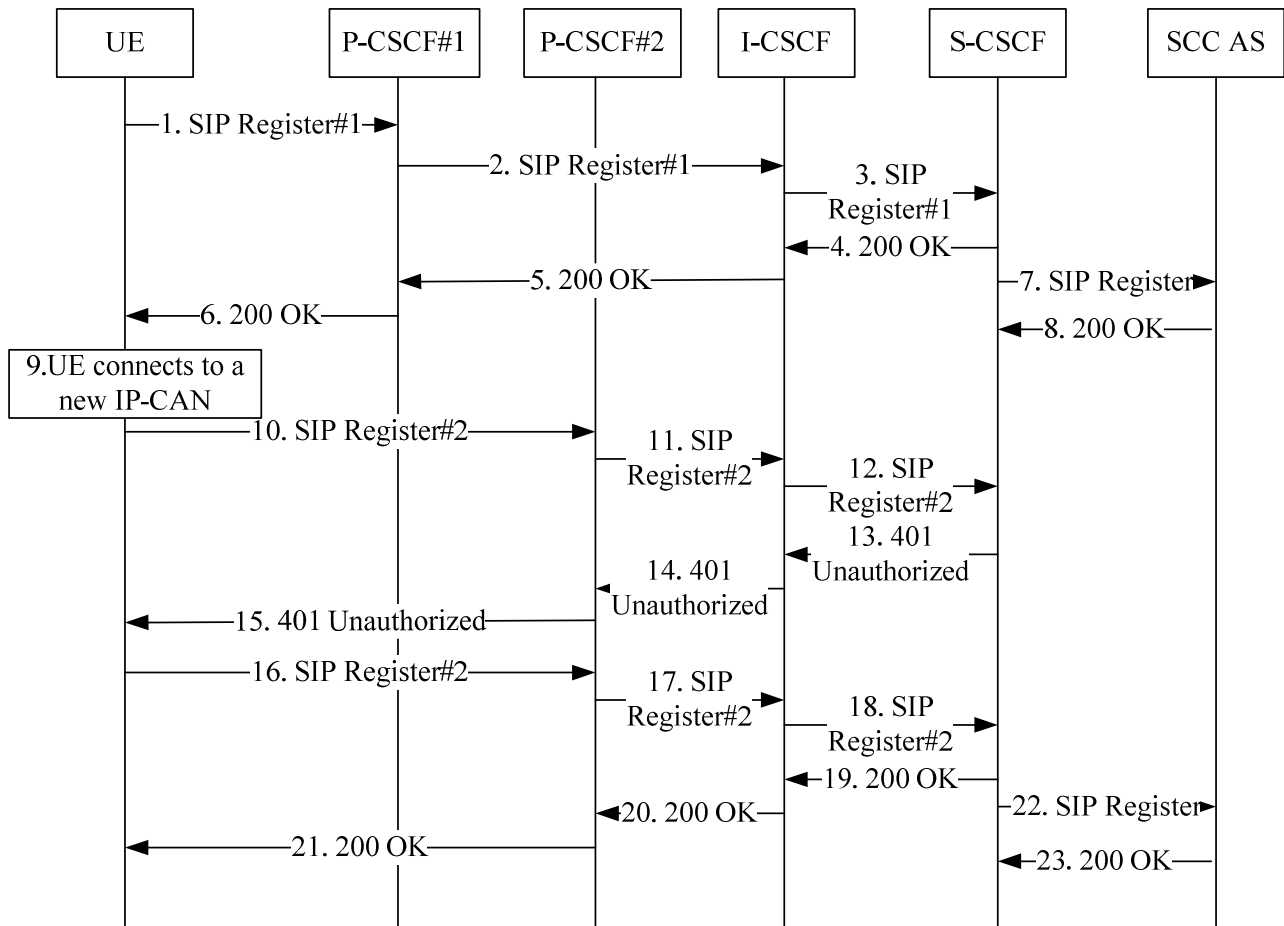 UE
P-CSCF#1
P-CSCF#2
I-CSCF
S-CSCF
SCC AS
1. SIP Register#1
2. SIP Register#1
3. SIP
Register#1
4. 200 OK
5. 200 OK
7. SIP Register
6. 200 OK
8. 200 OK
9.UE connects to a
new IP-CAN
10. SIP Register#2
11. SIP
Register#2
12. SIP
Register#2
13. 401
Unauthorized
14. 401
Unauthorized
15. 401 Unauthorized
16. SIP Register#2
17. SIP
Register#2
18. SIP
Register#2
19. 200 OK
20. 200 OK
22. SIP Register
21. 200 OK
23. 200 OK